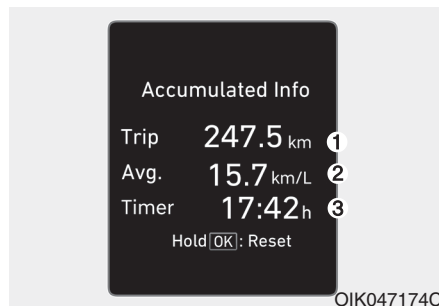 Accumulated Info
Trip 247.5 km ①
Avg. 15.7 km/L ②
Timer 17:42 h ③
Hold OK : Reset
OIK047174C